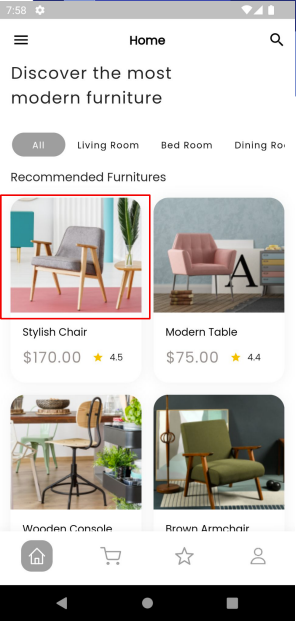 7:58
Home
Discover the most
modern furniture
All Living Room Bed Room Dining Roo
Recommended Furnitures
A
Stylish Chair
Modern Table
$170.00 4.5
$75.00 4.4
Wooden Console
Brown Armchair